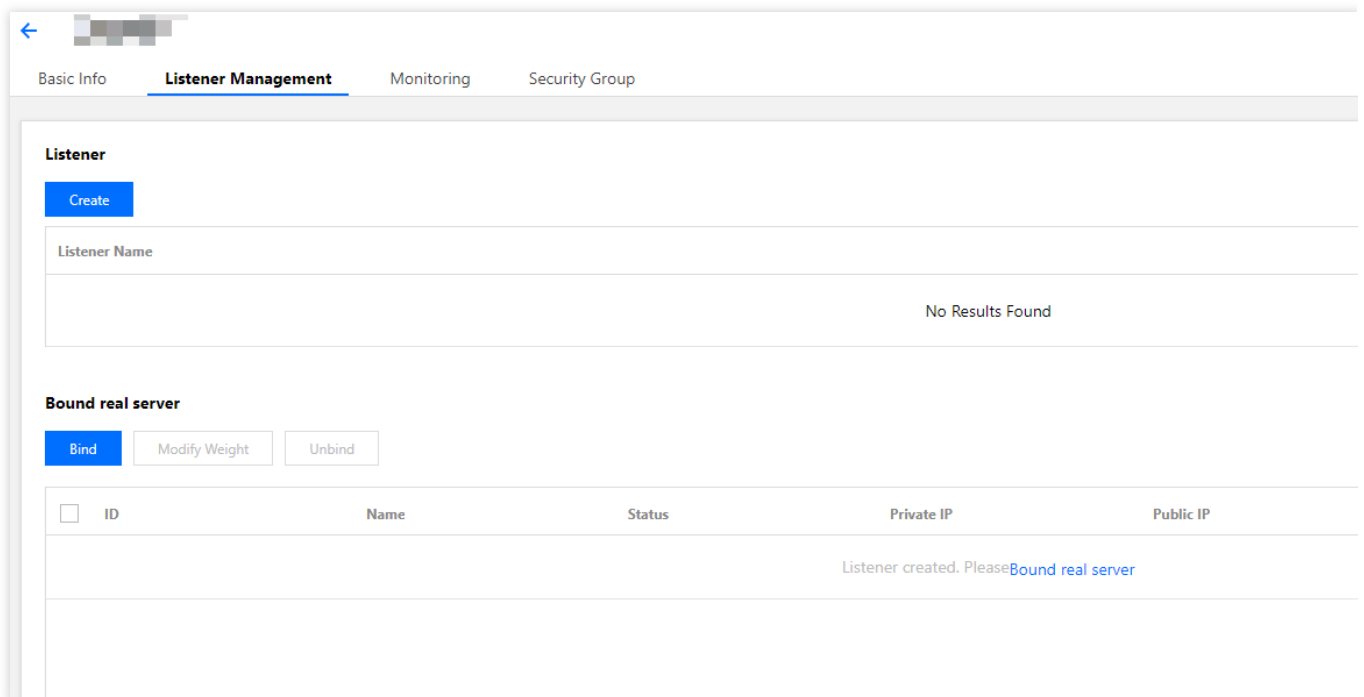 Basic Info Listener Management Monitoring Security Group
Listener
Create
Listener Name
No Results Found
Bound real server
Bind Modify Weight Unbind
ID Name Status Private IP Public IP
Listener created. PleaseBound real server